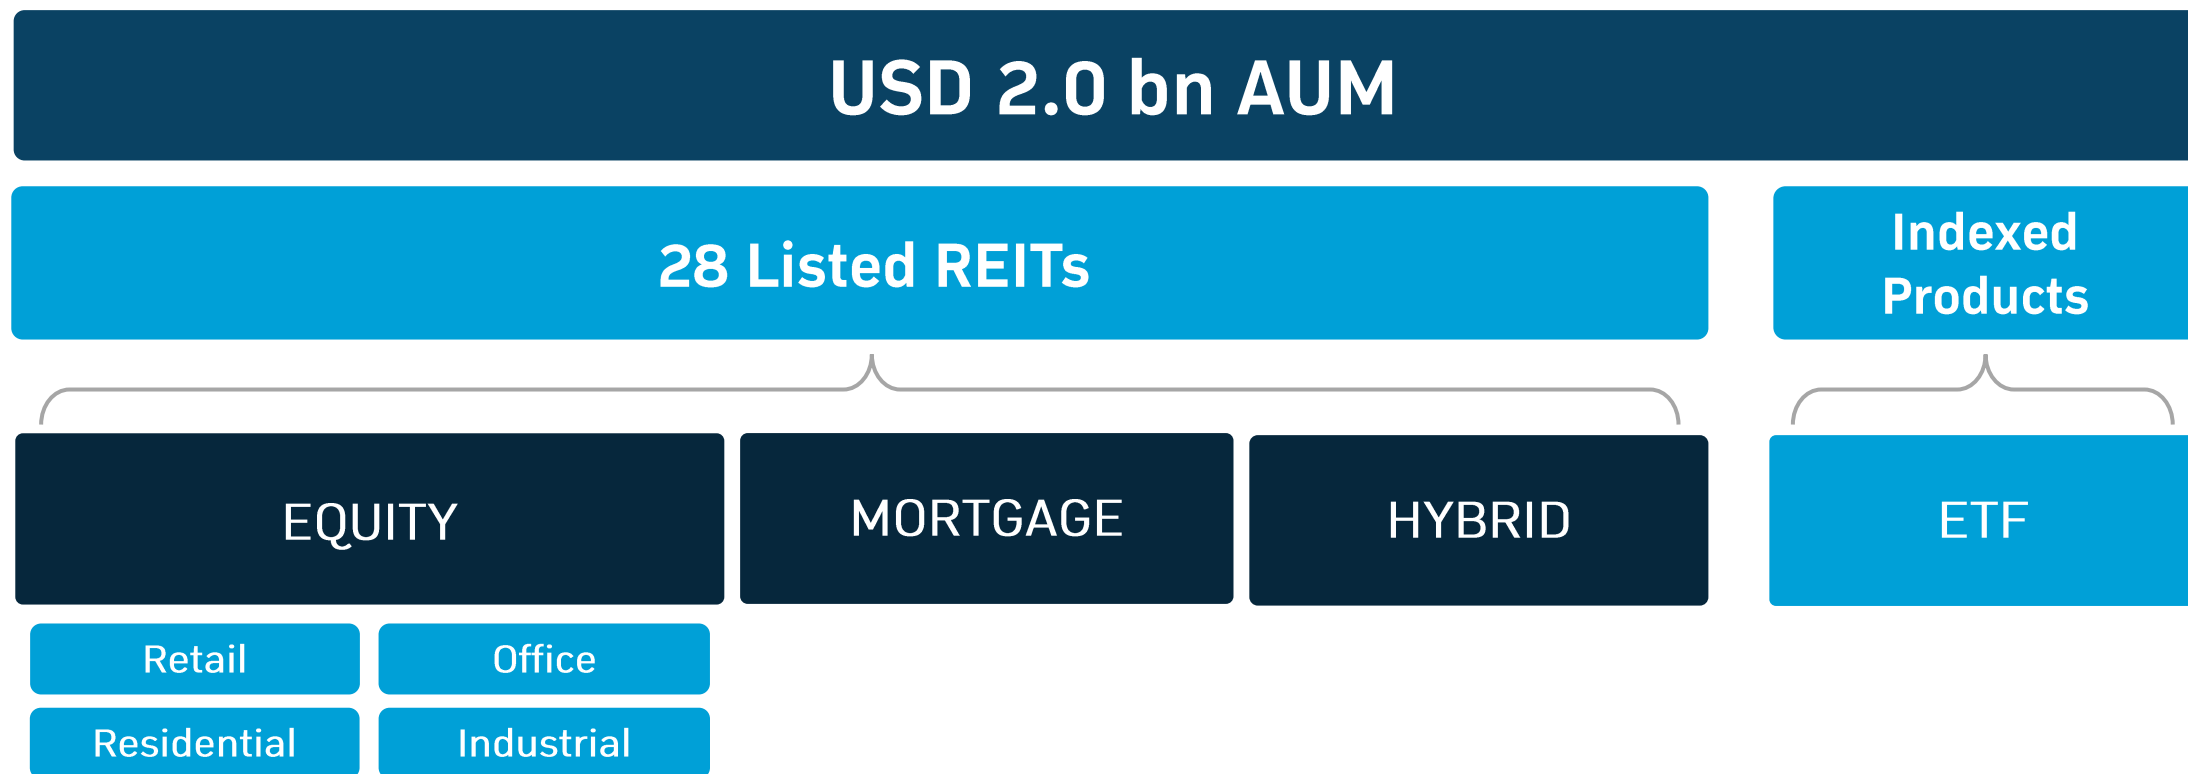 USD 2.0 bn AUM
28 Listed REITs
Indexed
Products
EQUITY
MORTGAGE
HYBRID
ETF
Retail
Office
Residential
Industrial